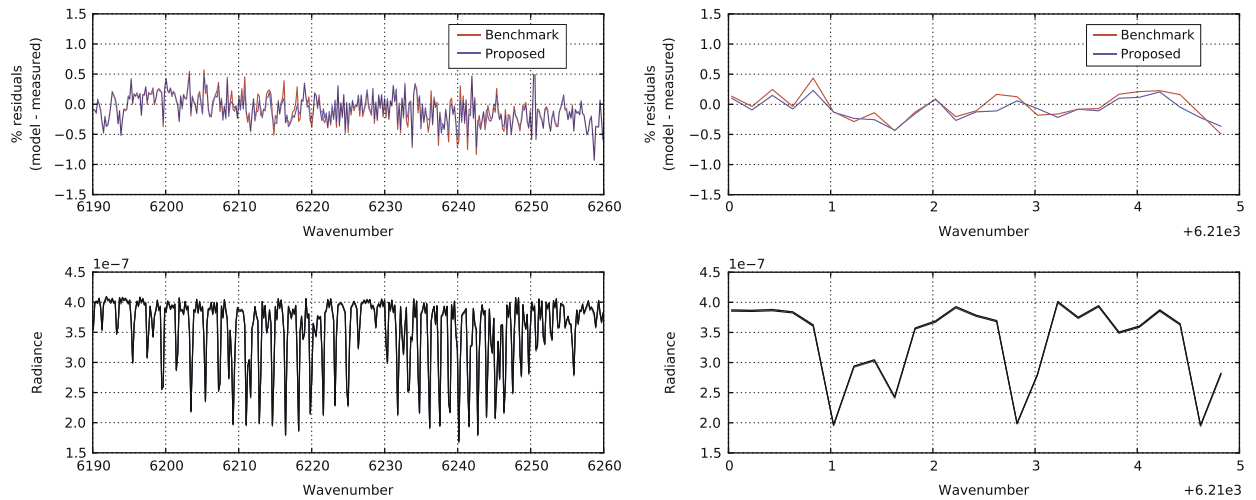 1.5
1.0
0.5
0.0
−0.5
−1.0
−1.5
% residuals
(model - measured)
Benchmark
Proposed
6190 6200 6210 6220 6230 6240 6250 6260
Wavenumber
1.5
1.0
0.5
0.0
−0.5
−1.0
−1.5
% residuals
(model - measured)
Benchmark
Proposed
0 1 2 3 4 5
Wavenumber
+6.21e3
1e−7
4.5
4.0
3.5
3.0
2.5
2.0
1.5
Radiance
6190 6200 6210 6220 6230 6240 6250 6260
Wavenumber
1e−7
4.5
4.0
3.5
3.0
2.5
2.0
1.5
Radiance
0 1 2 3 4 5
Wavenumber
+6.21e3